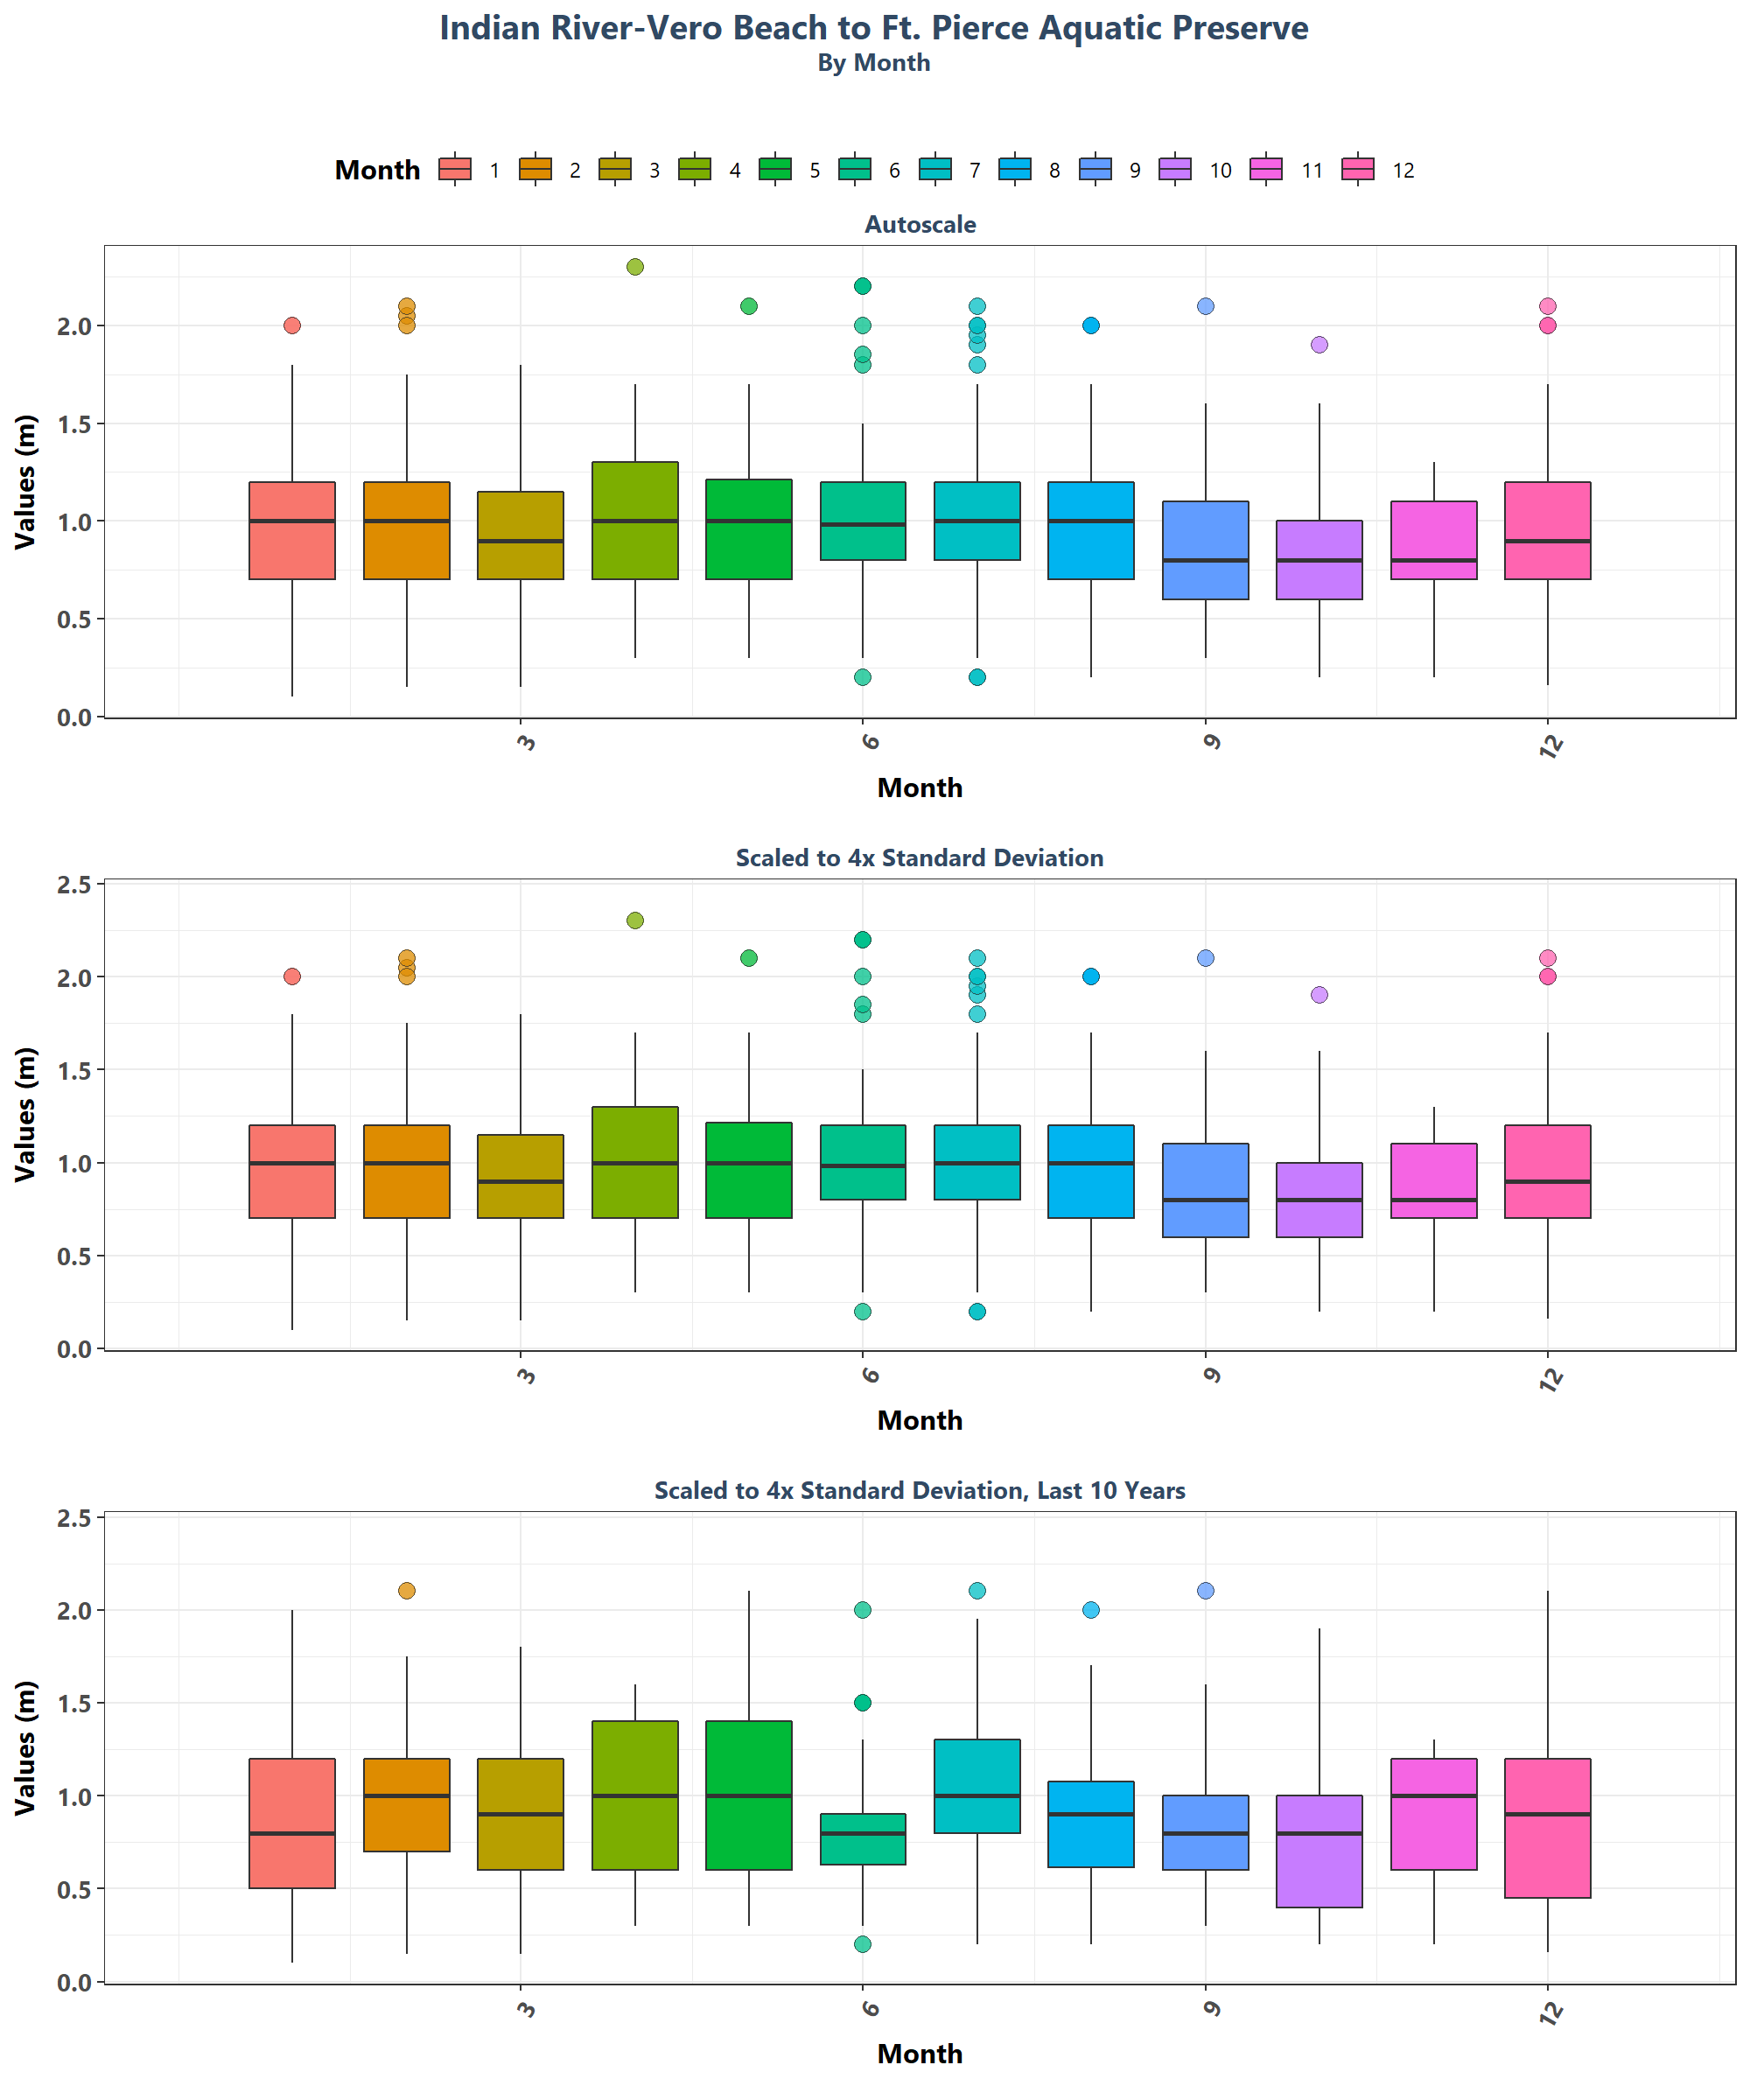 Indian River-Vero Beach to Ft. Pierce Aquatic Preserve
By Month
Month 1 2 3 4 5 6 7 8 9 10 11 12
Autoscale
Values (m)
2.0
1.5
1.0
0.5
0.0
3 6 9 12
Month
Scaled to 4x Standard Deviation
Values (m)
2.5
2.0
1.5
1.0
0.5
0.0
3 6 9 12
Month
Scaled to 4x Standard Deviation, Last 10 Years
Values (m)
2.5
2.0
1.5
1.0
0.5
0.0
3 6 9 12
Month